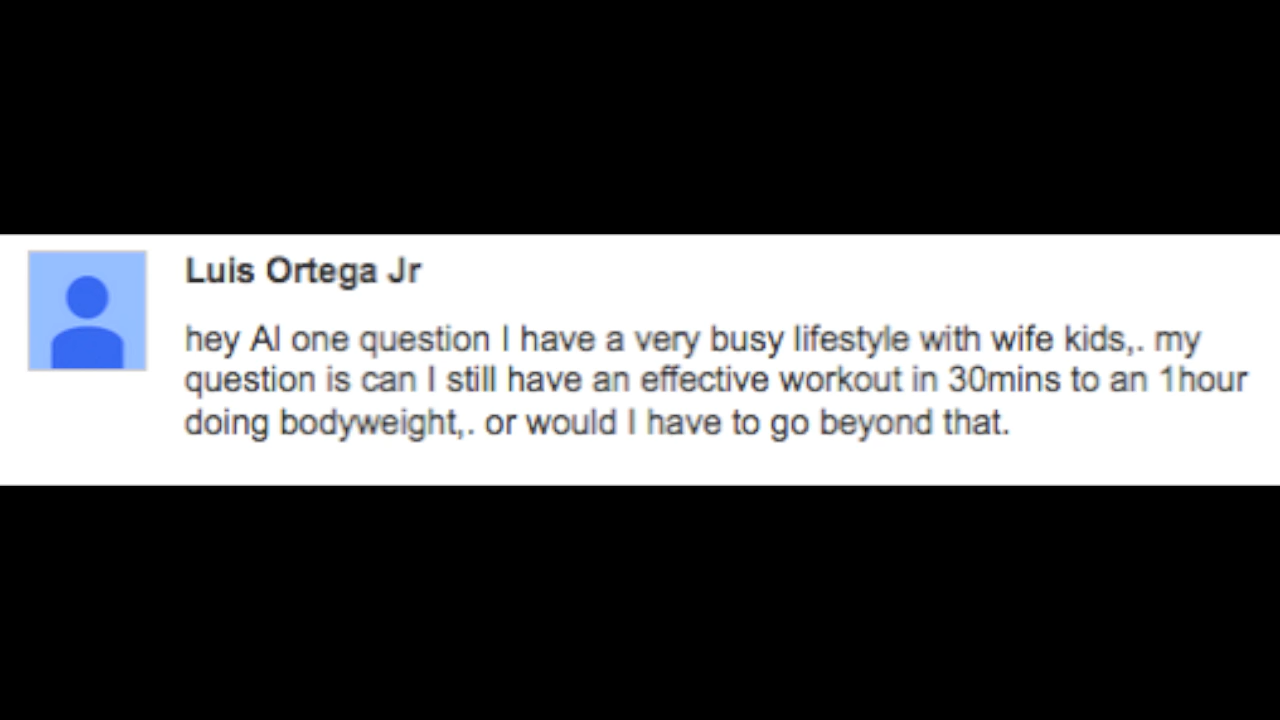 Luis Ortega Jr
hey Al one question I have a very busy lifestyle with wife kids,. my
question is can I still have an effective workout in 30mins to an 1hour
doing bodyweight,. or would I have to go beyond that.